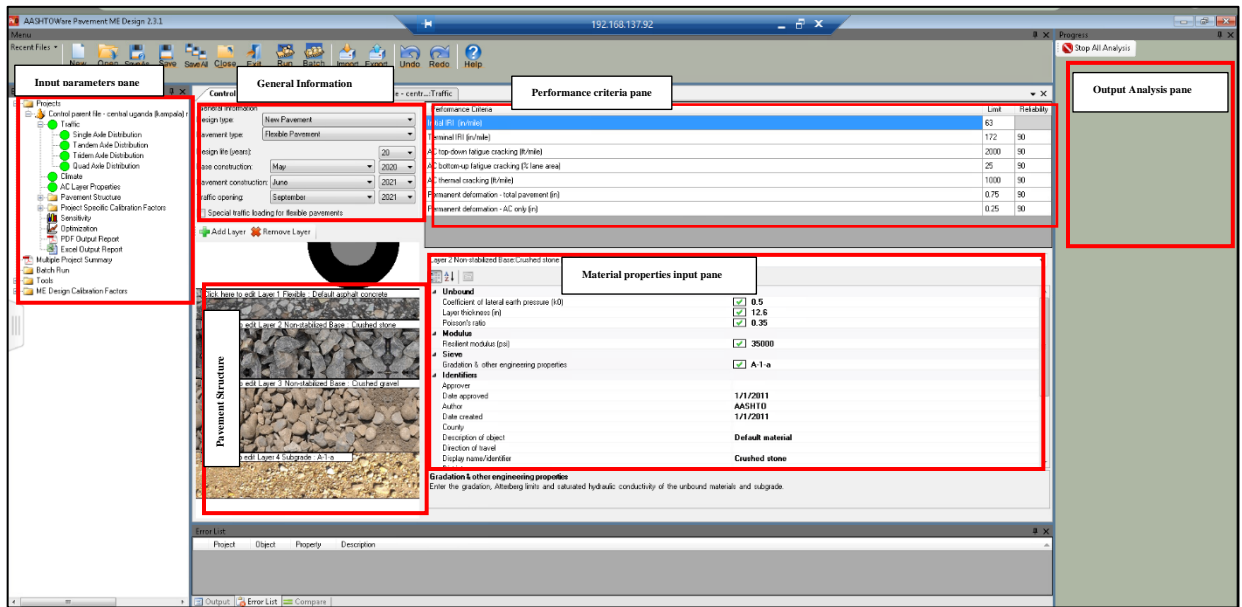 AASHTOWare Pavement ME Design 2.3.1
192.168.137.92
Menu
Recent Files
New Open SaveAs Save SaveAll Close Exit Run Batch Import Export Undo Redo Help
Progress
Stop All Analysis
Input parameters pane
General Information
Performance criteria pane
Output Analysis pane
Projects
Control parent file - central uganda (kampala) r
Traffic
Single Axle Distribution
Tandem Axle Distribution
Tridem Axle Distribution
Quad Axle Distribution
Climate
AC Layer Properties
Pavement Structure
Project Specific Calibration Factors
Sensitivity
Optimization
PDF Output Report
Excel Output Report
Multiple Project Summary
Batch Run
Tools
ME Design Calibration Factors
Control
e - centr...:Traffic
General Information
Design type: New Pavement
Pavement type: Flexible Pavement
Design life (years): 20
Base construction: May 2020
Pavement construction: June 2021
Traffic opening: September 2021
Special traffic loading for flexible pavements
Add Layer Remove Layer
Performance Criteria Limit Reliability
Initial IRI (in/mile) 63
Terminal IRI (in/mile) 172 90
AC top-down fatigue cracking (ft/mile) 2000 90
AC bottom-up fatigue cracking (% lane area) 25 90
AC thermal cracking (ft/mile) 1000 90
Permanent deformation - total pavement (in) 0.75 90
Permanent deformation - AC only (in) 0.25 90
Click here to edit Layer 1 Flexible : Default asphalt concrete
to edit Layer 2 Non-stabilized Base : Crushed stone
to edit Layer 3 Non-stabilized Base : Crushed gravel
to edit Layer 4 Subgrade : A-1-a
Pavement Structure
Layer 2 Non-stabilized Base:Crushed stone
Material properties input pane
Unbound
Coefficient of lateral earth pressure (k0) 0.5
Layer thickness (in) 12.6
Poisson's ratio 0.35
Modulus
Resilient modulus (psi) 35000
Sieve
Gradation & other engineering properties A-1-a
Identifiers
Approver
Date approved 1/1/2011
Author AASHTO
Date created 1/1/2011
County
Description of object Default material
Direction of travel
Display name/identifier Crushed stone
Gradation & other engineering properties
Enter the gradation, Atterberg limits and saturated hydraulic conductivity of the unbound materials and subgrade.
Error List
Project Object Property Description
Output Error List Compare